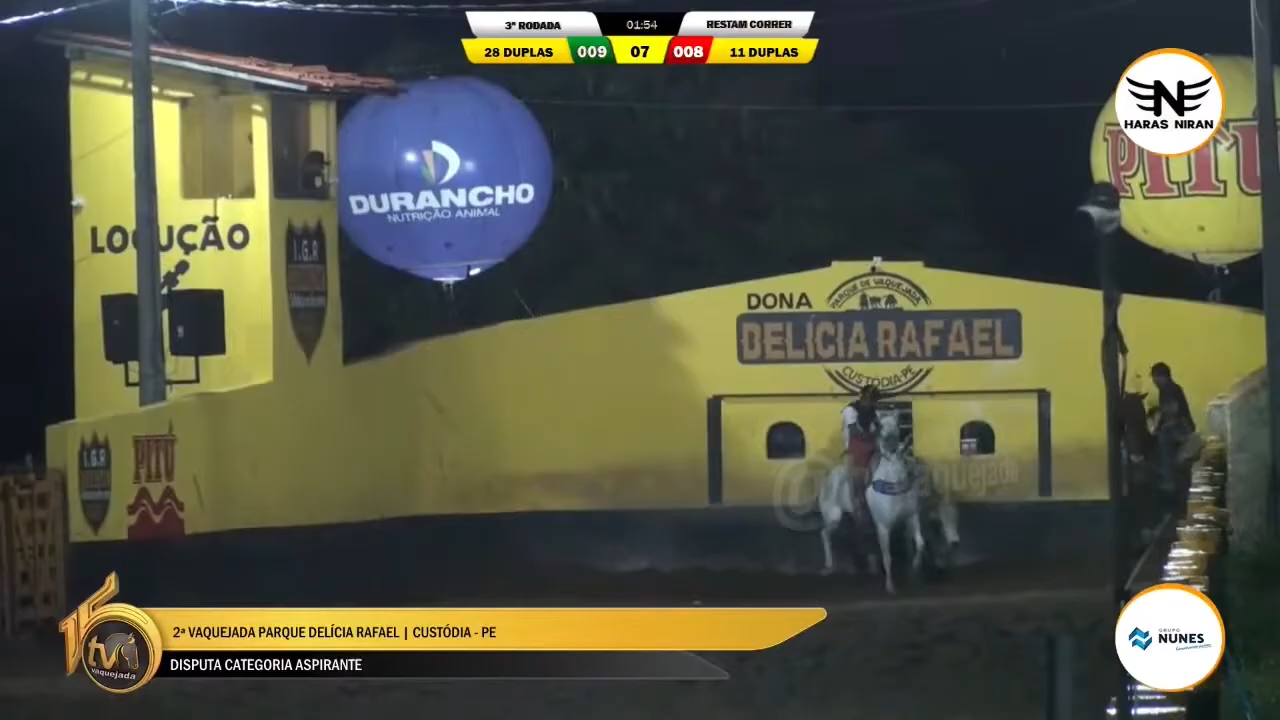 3ª RODADA
01:54
RESTAM CORRER
28 DUPLAS
009
07
008
11 DUPLAS
HARAS NIRAN
PITÚ
DURANCHO
NUTRIÇÃO ANIMAL
LOCUÇÃO
I.G.R
DONA
PARQUE DE VAQUEJADA
DELÍCIA RAFAEL
CUSTÓDIA-PE
I.G.R
PITÚ
2ª VAQUEJADA PARQUE DELÍCIA RAFAEL | CUSTÓDIA - PE
DISPUTA CATEGORIA ASPIRANTE
15
tv
vaquejada
GRUPO
NUNES